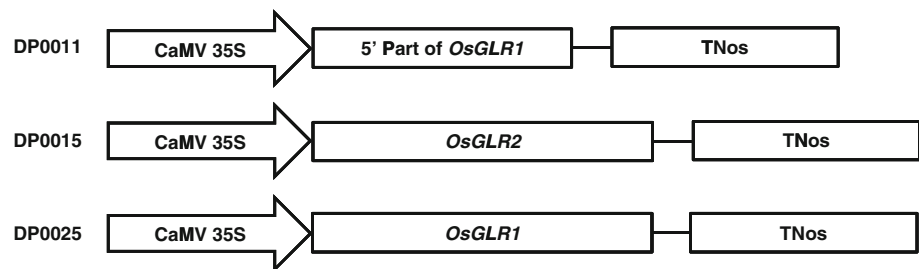 DP0011 CaMV 35S 5' Part of OsGLR1 TNos
DP0015 CaMV 35S OsGLR2 TNos
DP0025 CaMV 35S OsGLR1 TNos